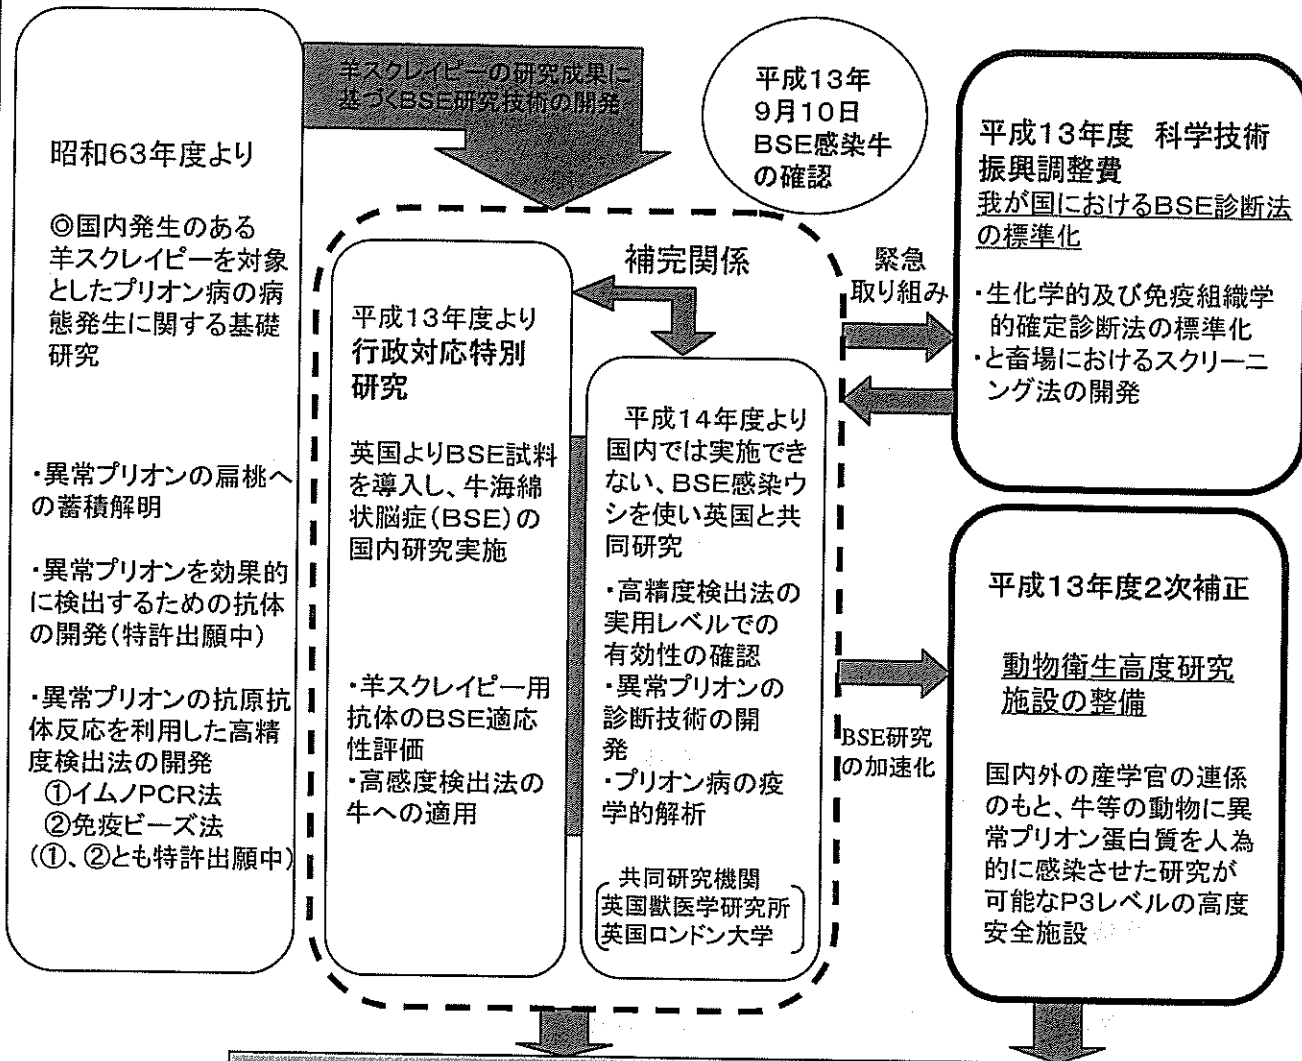 羊スクレイピーの研究成果に
基づくBSE研究技術の開発
平成13年
9月10日
BSE感染牛
の確認
昭和63年度より
◎国内発生のある
羊スクレイピーを対象
としたプリオン病の病
態発生に関する基礎
研究
・異常プリオンの扁桃へ
の蓄積解明
・異常プリオンを効果的
に検出するための抗体
の開発(特許出願中)
・異常プリオンの抗原抗
体反応を利用した高精
度検出法の開発
①イムノPCR法
②免疫ビーズ法
(①、②とも特許出願中)
補完関係
平成13年度より
行政対応特別
研究
英国よりBSE試料
を導入し、牛海綿
状脳症(BSE)の
国内研究実施
・羊スクレイピー用
抗体のBSE適応
性評価
・高感度検出法の
牛への適用
平成14年度より
国内では実施でき
ない、BSE感染ウ
シを使い英国と共
同研究
・高精度検出法の
実用レベルでの
有効性の確認
・異常プリオンの
診断技術の開
発
・プリオン病の疫
学的解析
共同研究機関
英国獣医学研究所
英国ロンドン大学
緊急
取り組み
平成13年度 科学技術
振興調整費
我が国におけるBSE診断法
の標準化
・生化学的及び免疫組織学
的確定診断法の標準化
・と畜場におけるスクリーニ
ング法の開発
BSE研究
の加速化
平成13年度2次補正
動物衛生高度研究
施設の整備
国内外の産学官の連係
のもと、牛等の動物に異
常プリオン蛋白質を人為
的に感染させた研究が
可能なP3レベルの高度
安全施設